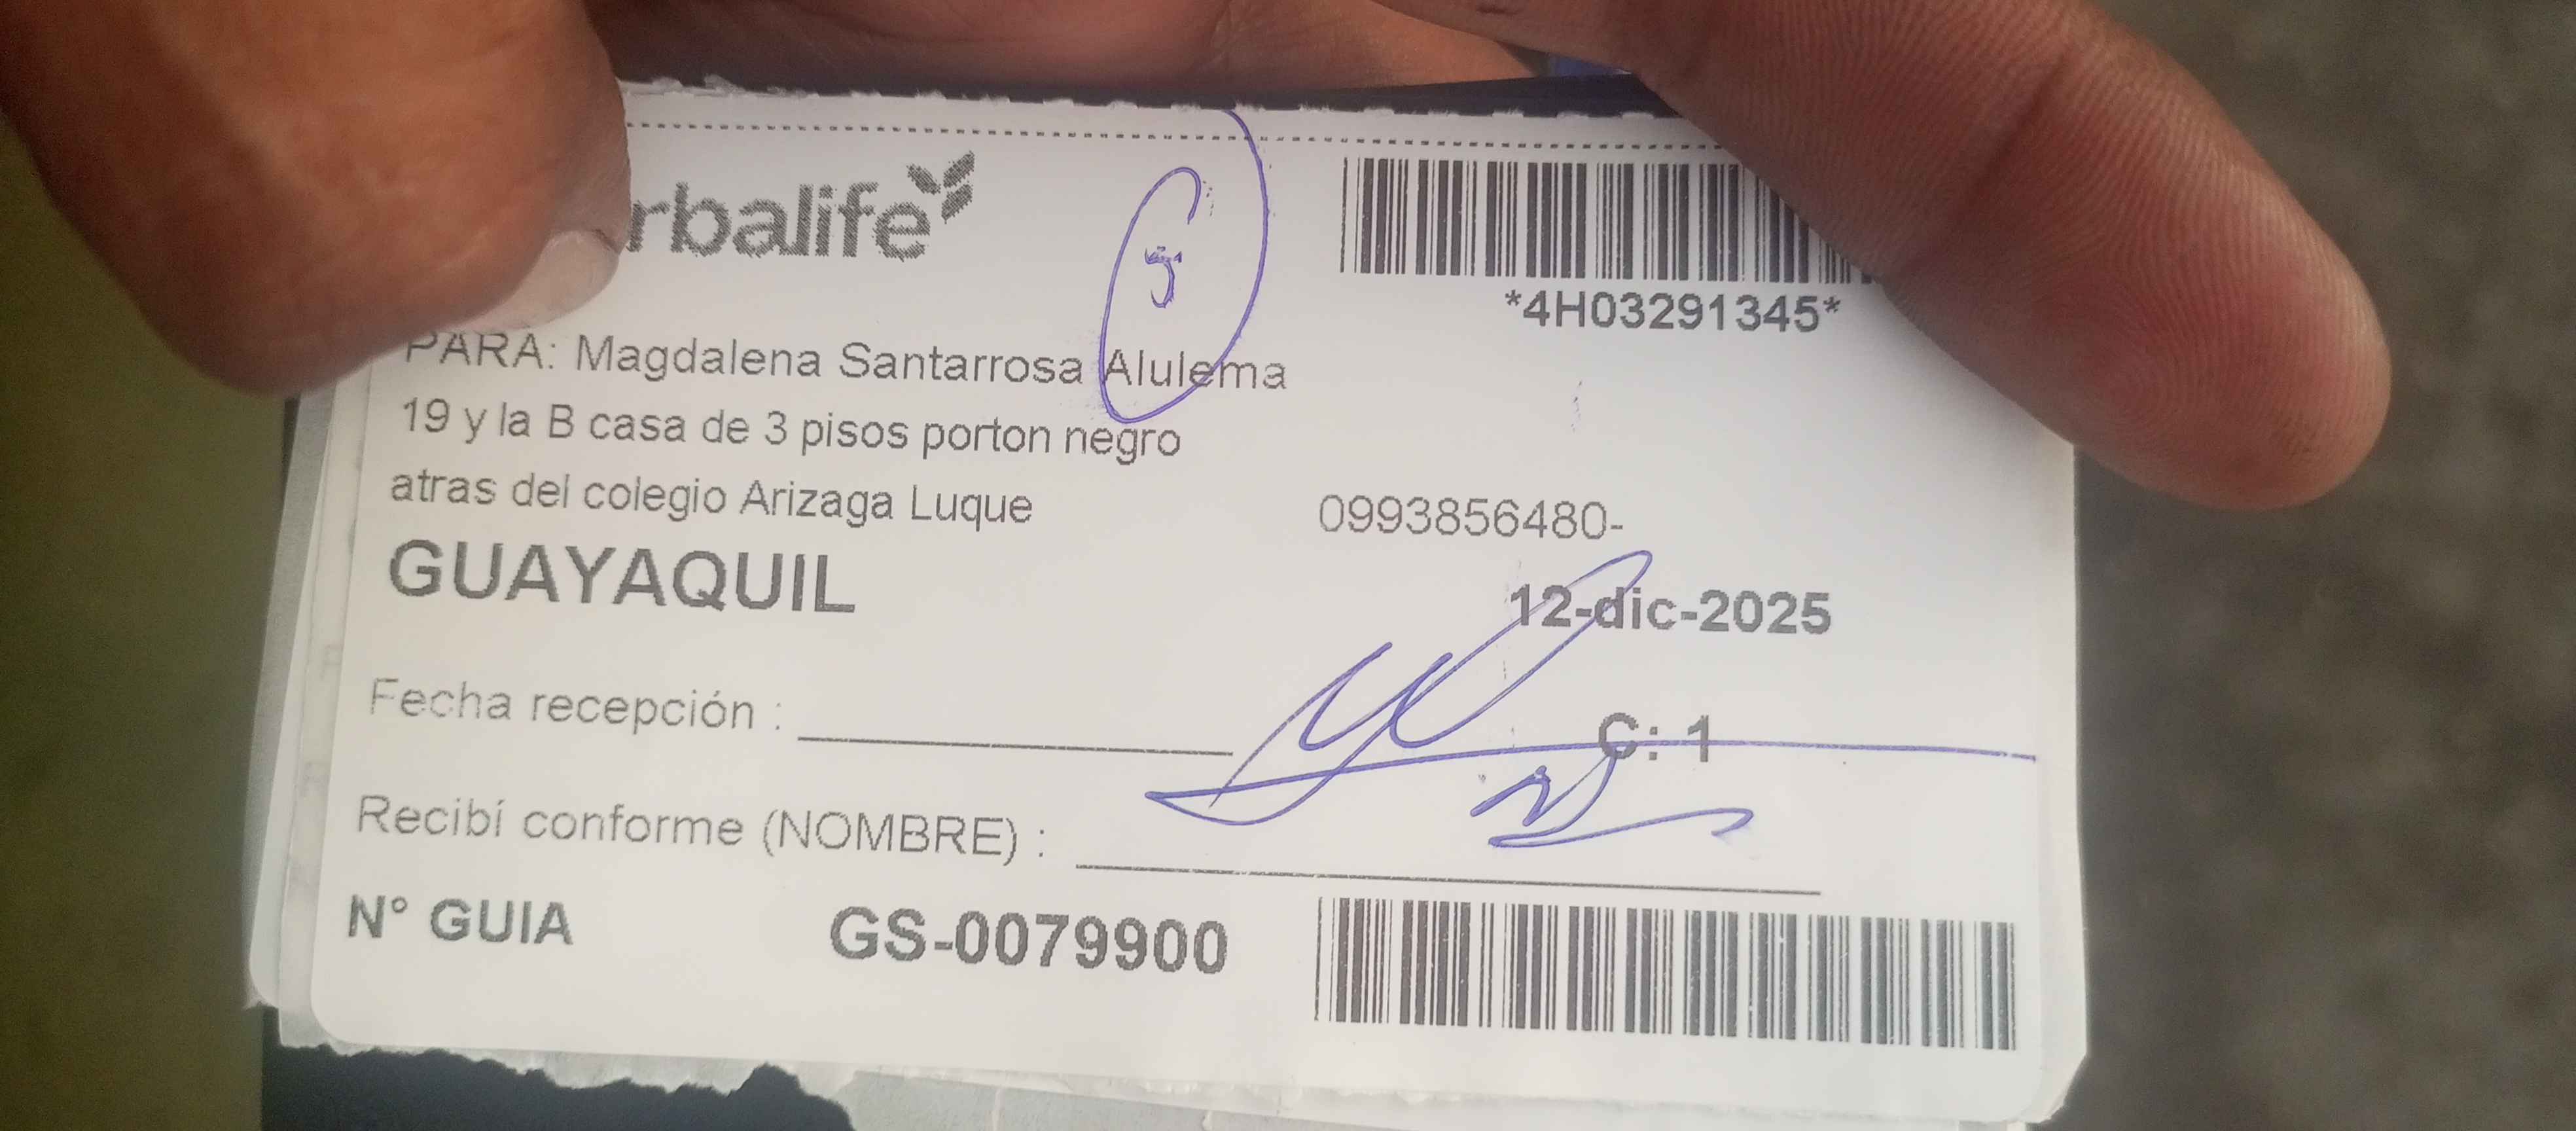 rbalife
5
*4H03291345*
PARA: Magdalena Santarrosa Alulema
19 y la B casa de 3 pisos porton negro
atras del colegio Arizaga Luque
0993856480-
GUAYAQUIL
12-dic-2025
Fecha recepción :
C: 1
Recibí conforme (NOMBRE) :
N° GUIA GS-0079900